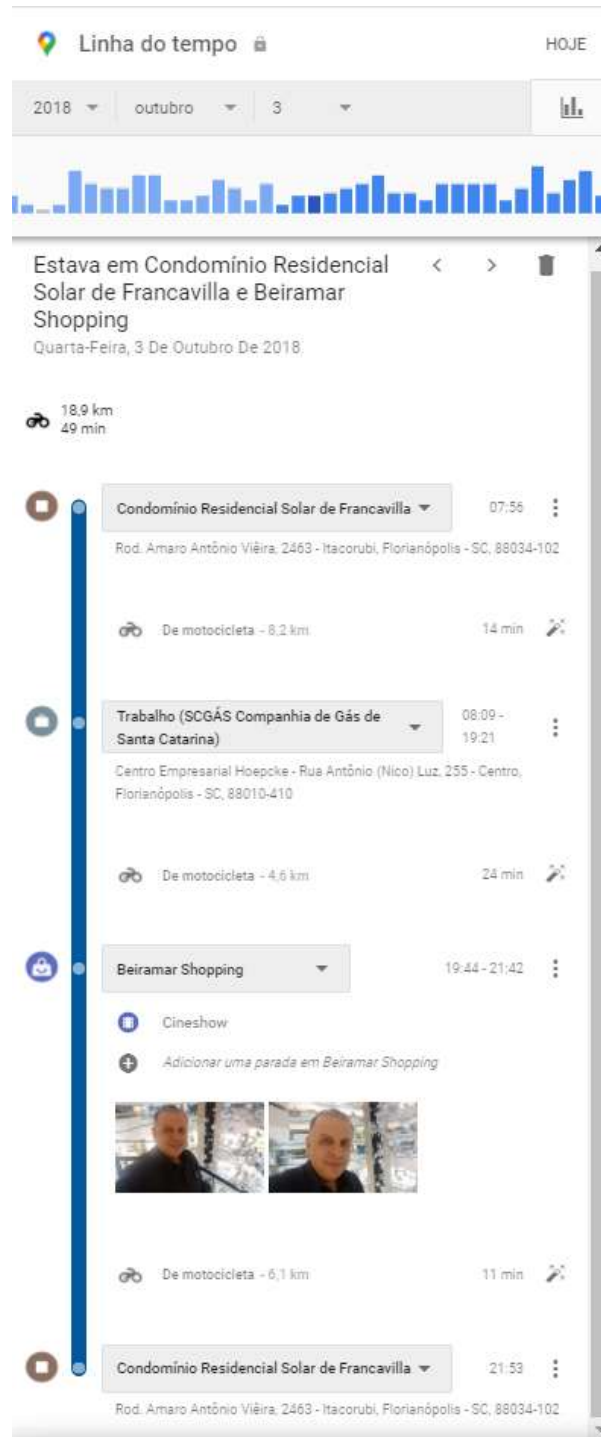 Linha do tempo
HOJE
2018 outubro 3
Estava em Condomínio Residencial
Solar de Francavilla e Beiramar
Shopping
Quarta-Feira, 3 De Outubro De 2018
18,9 km
49 min
Condomínio Residencial Solar de Francavilla 07:56
Rod. Amaro Antônio Viêira, 2463 - Itacorubi, Florianópolis - SC, 88034-102
De motocicleta - 8,2 km 14 min
Trabalho (SCGÁS Companhia de Gás de
Santa Catarina)
08:09 -
19:21
Centro Empresarial Hoepcke - Rua Antônio (Nico) Luz, 255 - Centro,
Florianópolis - SC, 88010-410
De motocicleta - 4,6 km 24 min
Beiramar Shopping 19:44 - 21:42
Cineshow
Adicionar uma parada em Beiramar Shopping
De motocicleta - 6,1 km 11 min
Condomínio Residencial Solar de Francavilla 21:53
Rod. Amaro Antônio Viêira, 2463 - Itacorubi, Florianópolis - SC, 88034-102